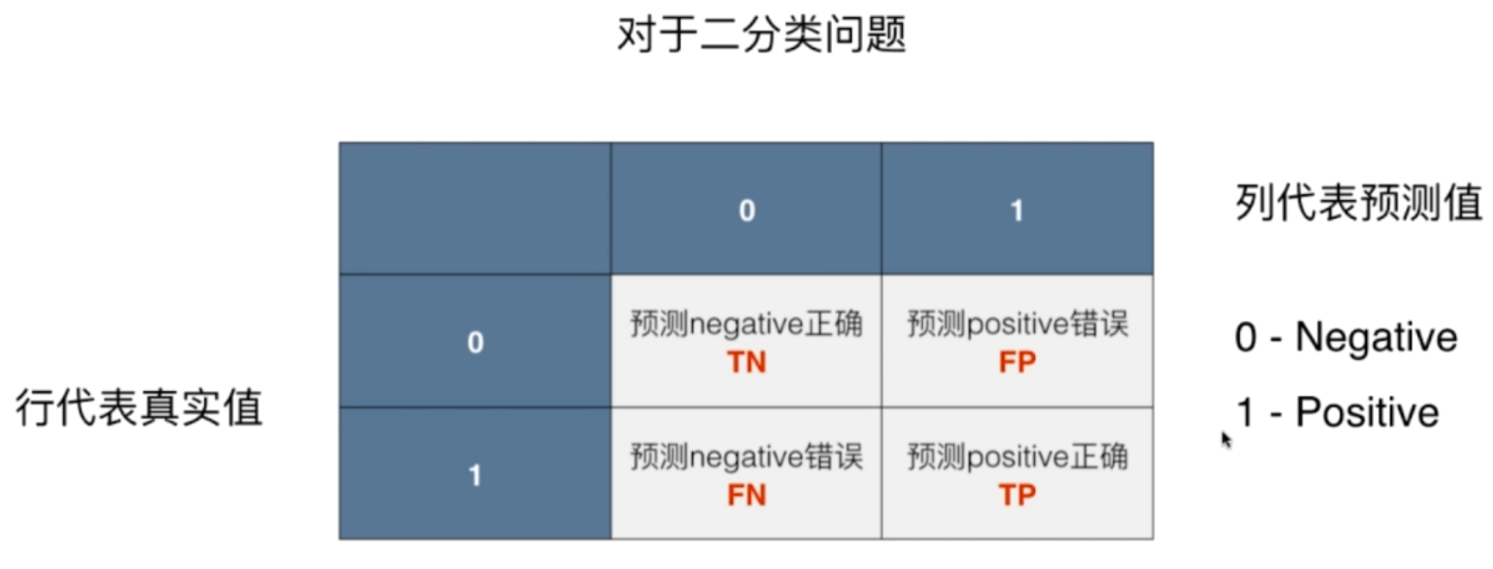 对于二分类问题
0
1
列代表预测值
0
预测negative正确
TN
预测positive错误
FP
0 - Negative
行代表真实值
1 - Positive
1
预测negative错误
FN
预测positive正确
TP